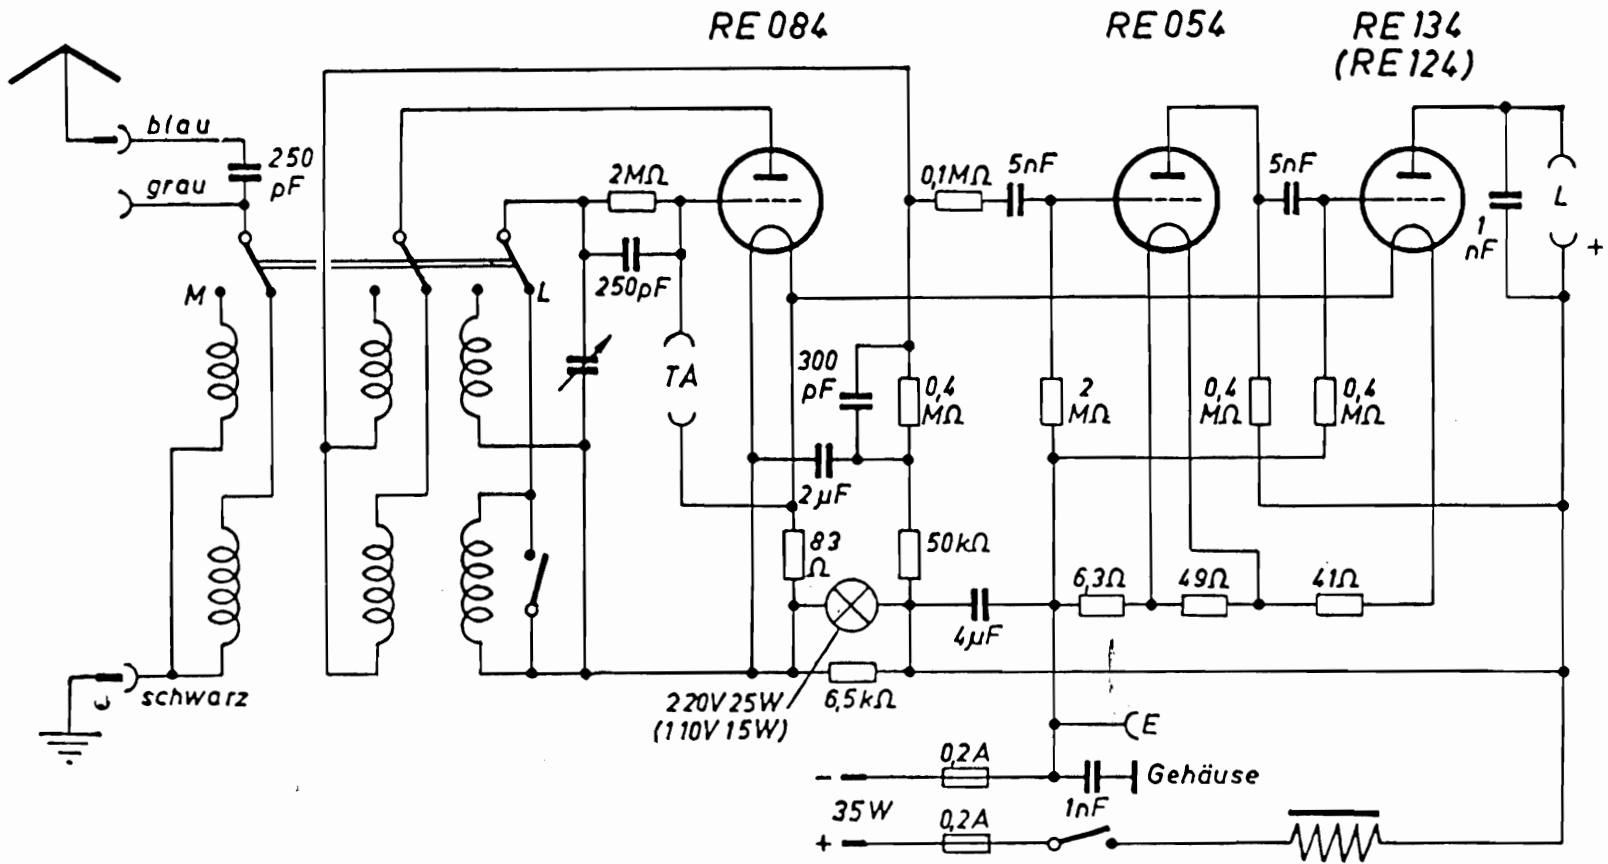 RE 084
RE 054
RE 134
(RE 124)
blau
250
pF
grau
2MΩ
250pF
0,1MΩ
5nF
5nF
1
nF
L
+
M
L
TA
300
pF
0,4
MΩ
2
MΩ
0,4
MΩ
0,4
MΩ
2µF
83
Ω
50kΩ
6,3Ω
49Ω
41Ω
4µF
schwarz
220V 25W
(110V 15W)
6,5kΩ
E
-
0,2A
Gehäuse
35W
1nF
+
0,2A